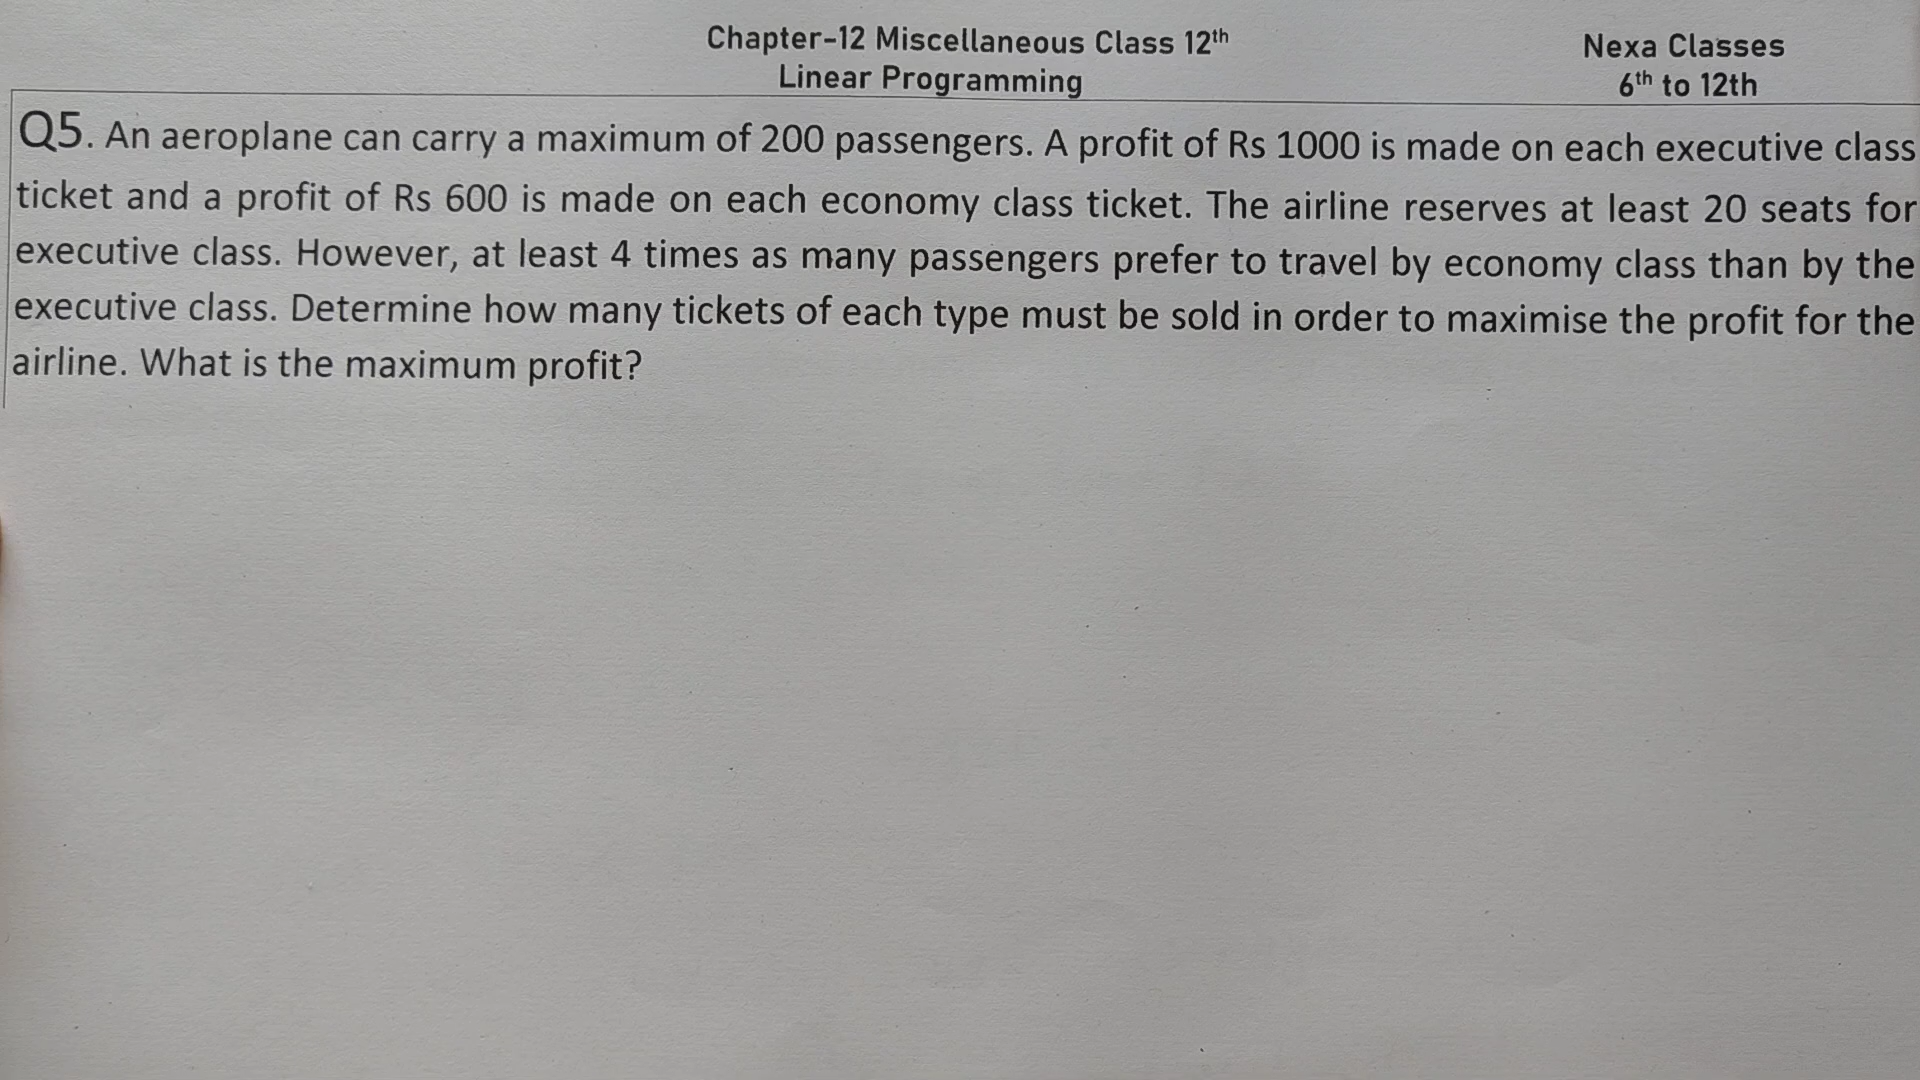 Chapter-12 Miscellaneous Class 12th
Linear Programming
Nexa Classes
6th to 12th
Q5. An aeroplane can carry a maximum of 200 passengers. A profit of Rs 1000 is made on each executive class
ticket and a profit of Rs 600 is made on each economy class ticket. The airline reserves at least 20 seats for
executive class. However, at least 4 times as many passengers prefer to travel by economy class than by the
executive class. Determine how many tickets of each type must be sold in order to maximise the profit for the
airline. What is the maximum profit?